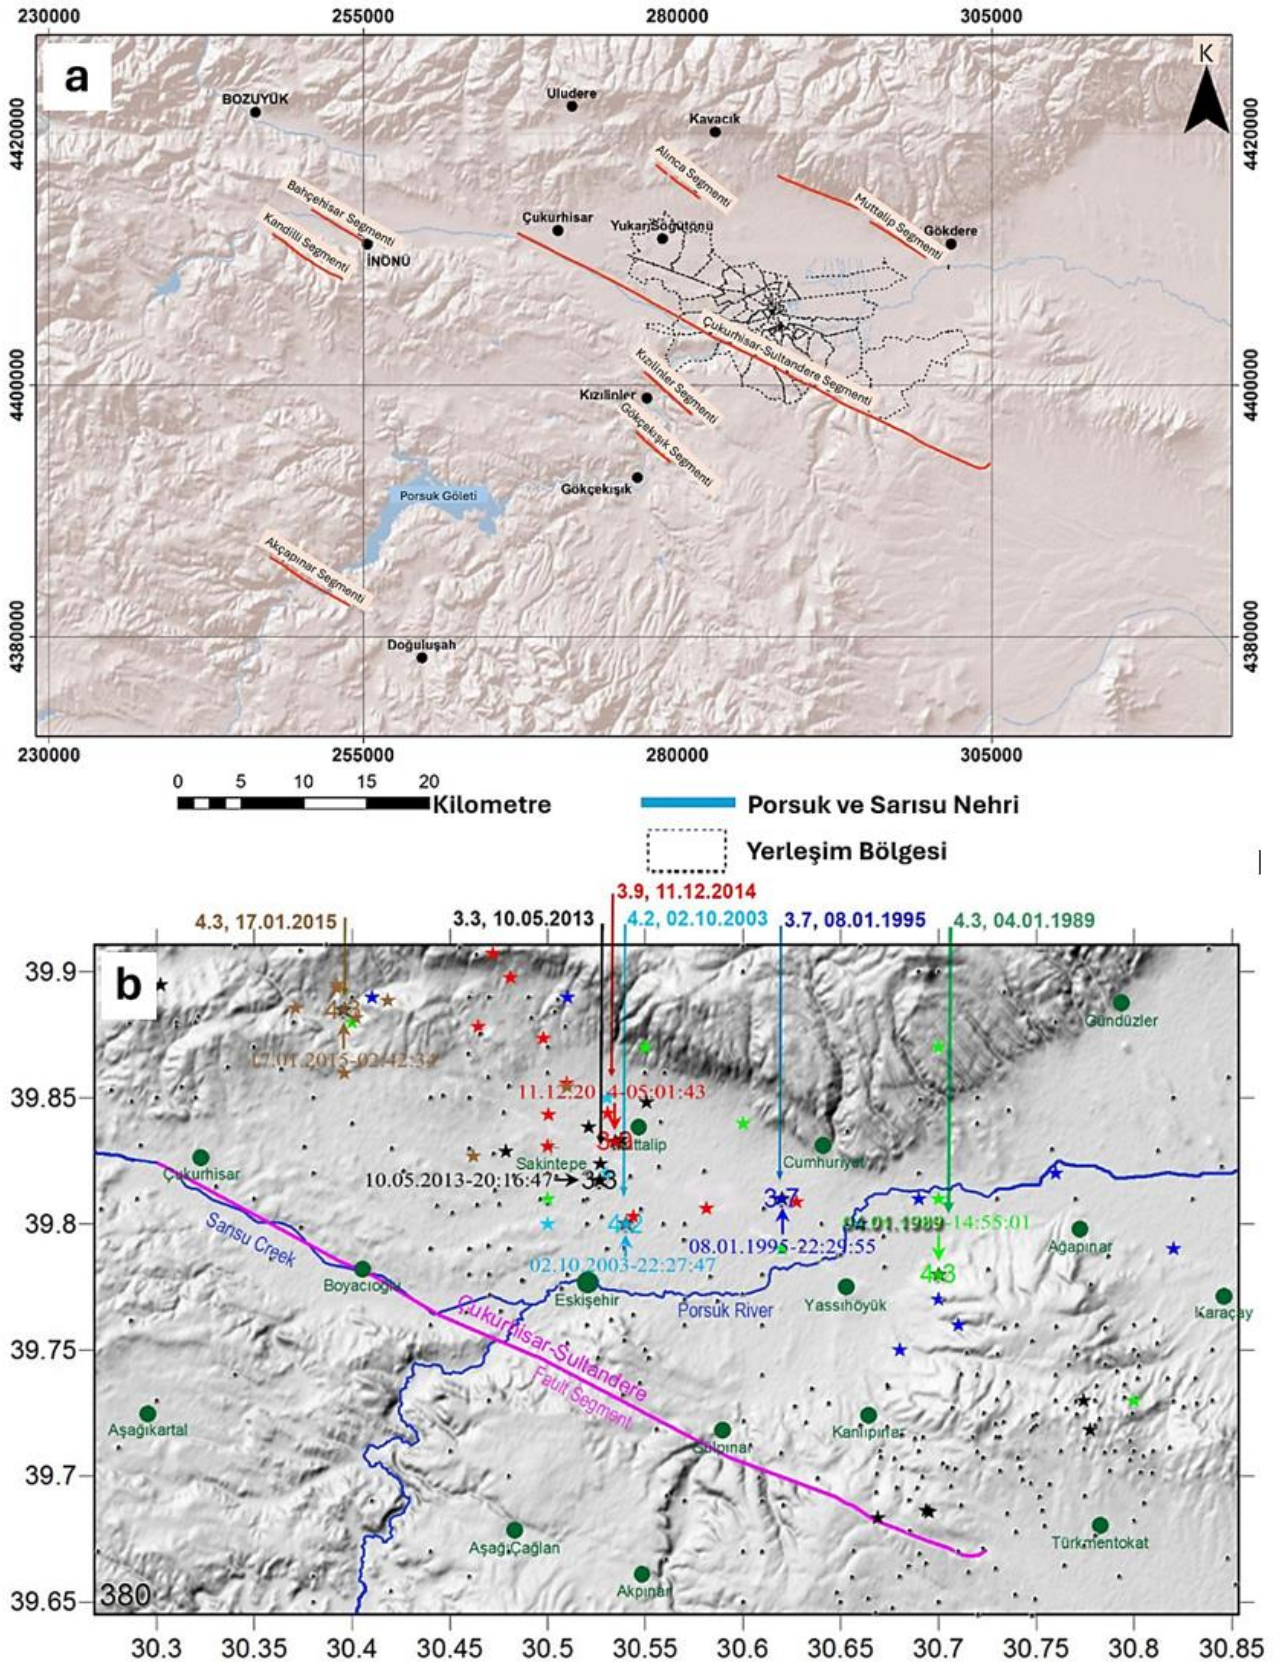 230000 255000 280000 305000
a
K
BOZUYÜK
Uludere
Kavacık
4420000
4420000
Alınca Segmenti
Bahçehisar Segmenti
Kandilli Segmenti
Muttalip Segmenti
Çukurhisar
YukarıSöğütönü
Gökdere
İNÖNÜ
Çukurhisar-Sultandere Segmenti
Kızılinler Segmenti
4400000
4400000
Kızılinler
Gökçekışık Segmenti
Gökçekışık
Porsuk Göleti
Akçapınar Segmenti
4380000
4380000
Doğuluşah
230000 255000 280000 305000
0 5 10 15 20
Kilometre
Porsuk ve Sarısu Nehri
Yerleşim Bölgesi
3.9, 11.12.2014
4.3, 17.01.2015 3.3, 10.05.2013 4.2, 02.10.2003 3.7, 08.01.1995 4.3, 04.01.1989
b
39.9
Gündüzler
17.01.2015-02:42:34
39.85
11.12.2014-05:01:43
Muttalip
Cumhuriyet
Sakintepe
Çukurhisar
10.05.2013-20:16:47
3.3
3.7
39.8
4.2
04.01.1989-14:55:01
Sarısu Creek
08.01.1995-22:29:55
Ağapınar
02.10.2003-22:27:47
4.3
Boyacıoğlu
Eskişehir
Porsuk River
Yassıhöyük
Karaçay
39.75
Çukurhisar-Sultandere
Fault Segment
Aşağıkartal
Gülpınar
Kanlıpınar
39.7
AşağıÇağlan
Türkmentokat
Akpınar
380
39.65
30.3 30.35 30.4 30.45 30.5 30.55 30.6 30.65 30.7 30.75 30.8 30.85